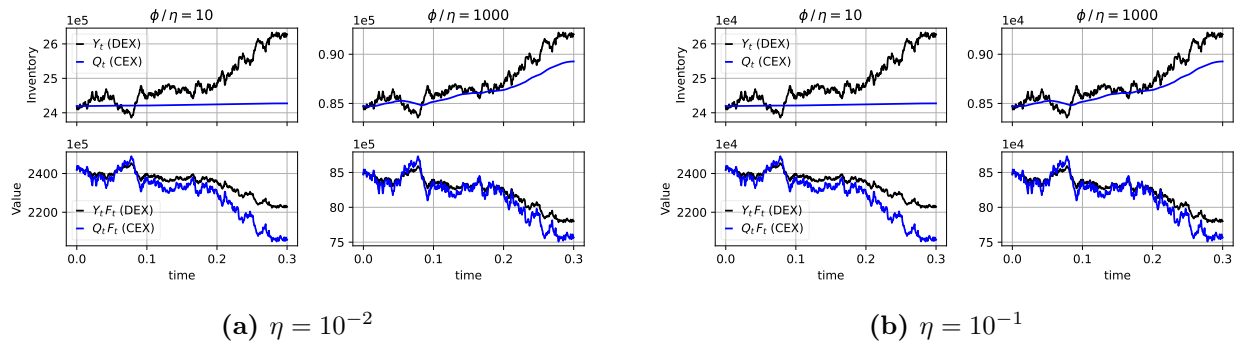 ϕ / η = 10
ϕ / η = 1000
ϕ / η = 10
ϕ / η = 1000
1e5
1e5
1e4
1e4
Inventory
26
25
24
Y_t (DEX)
Q_t (CEX)
0.90
0.85
Inventory
26
25
24
Y_t (DEX)
Q_t (CEX)
0.90
0.85
1e5
1e5
1e4
1e4
Value
2400
2200
Y_tF_t (DEX)
Q_tF_t (CEX)
85
80
75
Value
2400
2200
Y_tF_t (DEX)
Q_tF_t (CEX)
85
80
75
0.0 0.1 0.2 0.3
0.0 0.1 0.2 0.3
0.0 0.1 0.2 0.3
0.0 0.1 0.2 0.3
time
time
time
time
(a) η = 10⁻²
(b) η = 10⁻¹